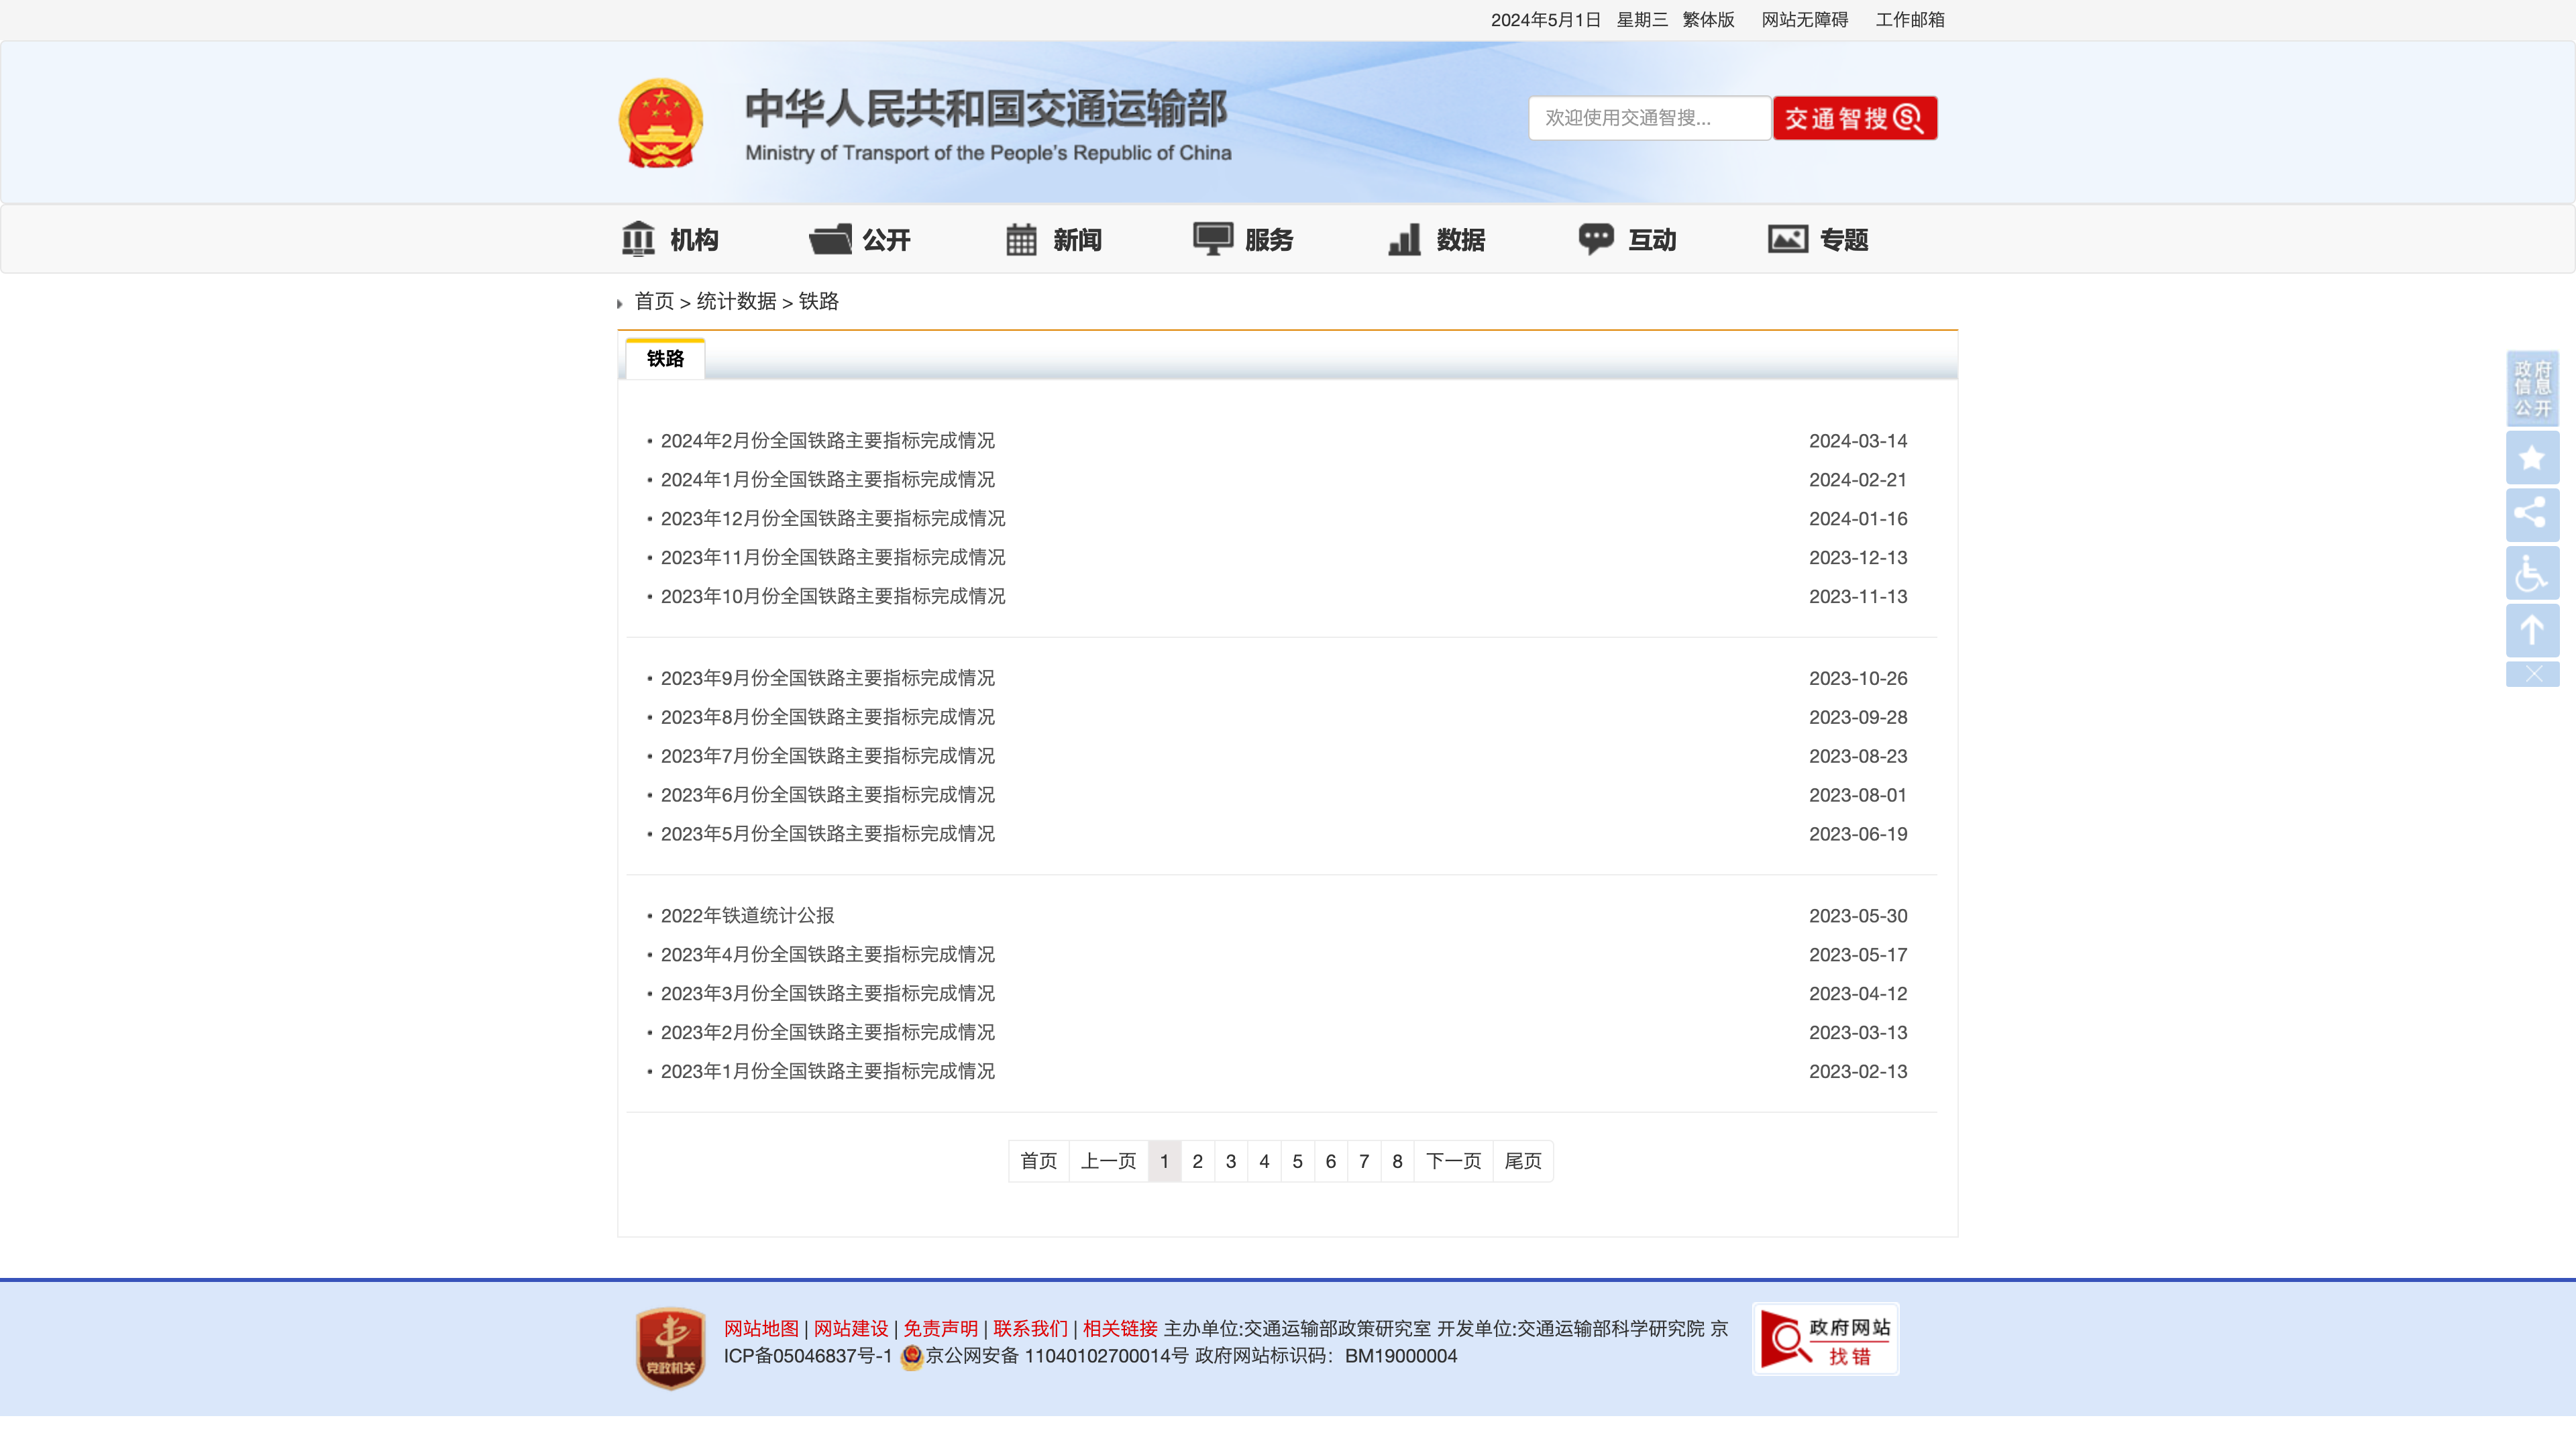 2024年5月1日 星期三 繁体版 网站无障碍 工作邮箱
中华人民共和国交通运输部
Ministry of Transport of the People's Republic of China
欢迎使用交通智搜... 交通智搜
机构 公开 新闻 服务 数据 互动 专题
首页 > 统计数据 > 铁路
铁路
2024年2月份全国铁路主要指标完成情况 2024-03-14
2024年1月份全国铁路主要指标完成情况 2024-02-21
2023年12月份全国铁路主要指标完成情况 2024-01-16
2023年11月份全国铁路主要指标完成情况 2023-12-13
2023年10月份全国铁路主要指标完成情况 2023-11-13
2023年9月份全国铁路主要指标完成情况 2023-10-26
2023年8月份全国铁路主要指标完成情况 2023-09-28
2023年7月份全国铁路主要指标完成情况 2023-08-23
2023年6月份全国铁路主要指标完成情况 2023-08-01
2023年5月份全国铁路主要指标完成情况 2023-06-19
2022年铁道统计公报 2023-05-30
2023年4月份全国铁路主要指标完成情况 2023-05-17
2023年3月份全国铁路主要指标完成情况 2023-04-12
2023年2月份全国铁路主要指标完成情况 2023-03-13
2023年1月份全国铁路主要指标完成情况 2023-02-13
首页 上一页 1 2 3 4 5 6 7 8 下一页 尾页
政府
信息
公开
党政机关
网站地图 | 网站建设 | 免责声明 | 联系我们 | 相关链接 主办单位:交通运输部政策研究室 开发单位:交通运输部科学研究院 京
ICP备05046837号-1 京公网安备 11040102700014号 政府网站标识码：BM19000004
政府网站
找错